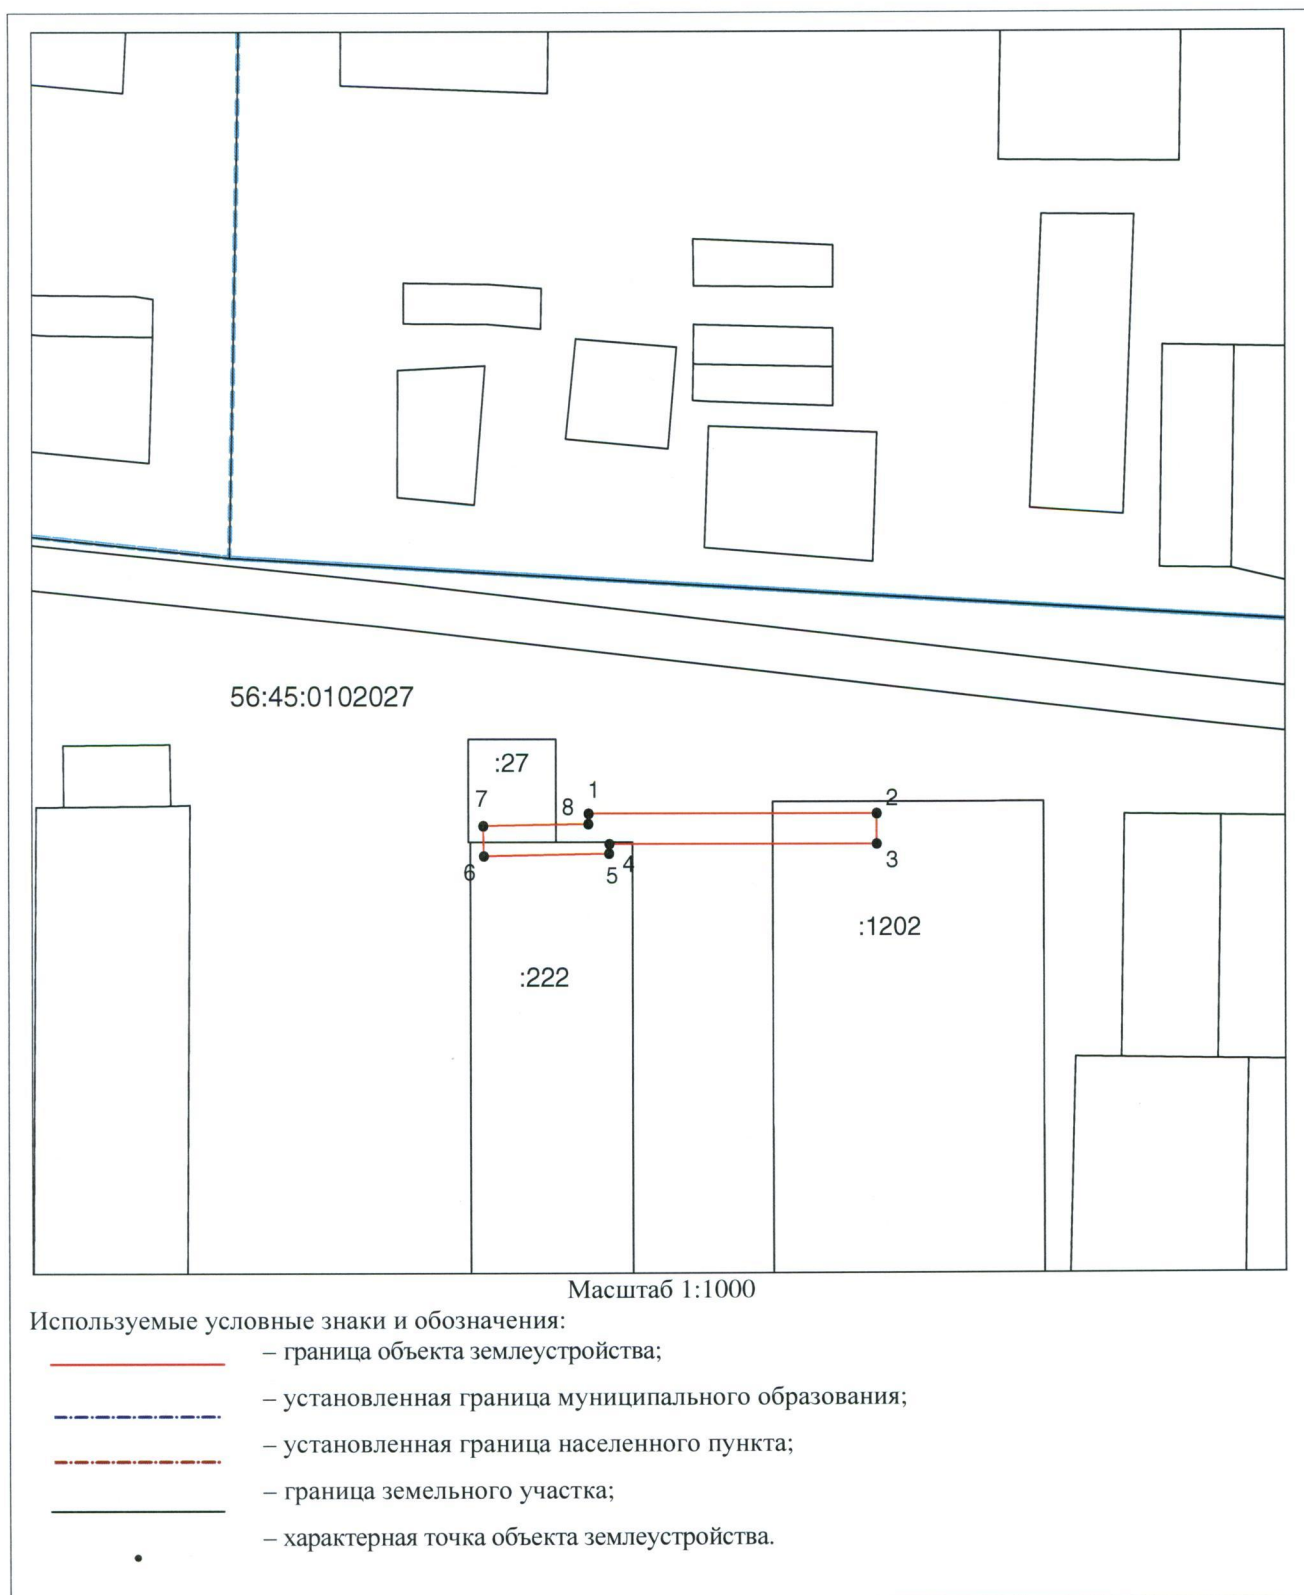 56:45:0102027
:27
1
2
7
8
3
4
6
5
:1202
:222
Масштаб 1:1000
Используемые условные знаки и обозначения:
– граница объекта землеустройства;
– установленная граница муниципального образования;
– установленная граница населенного пункта;
– граница земельного участка;
– характерная точка объекта землеустройства.